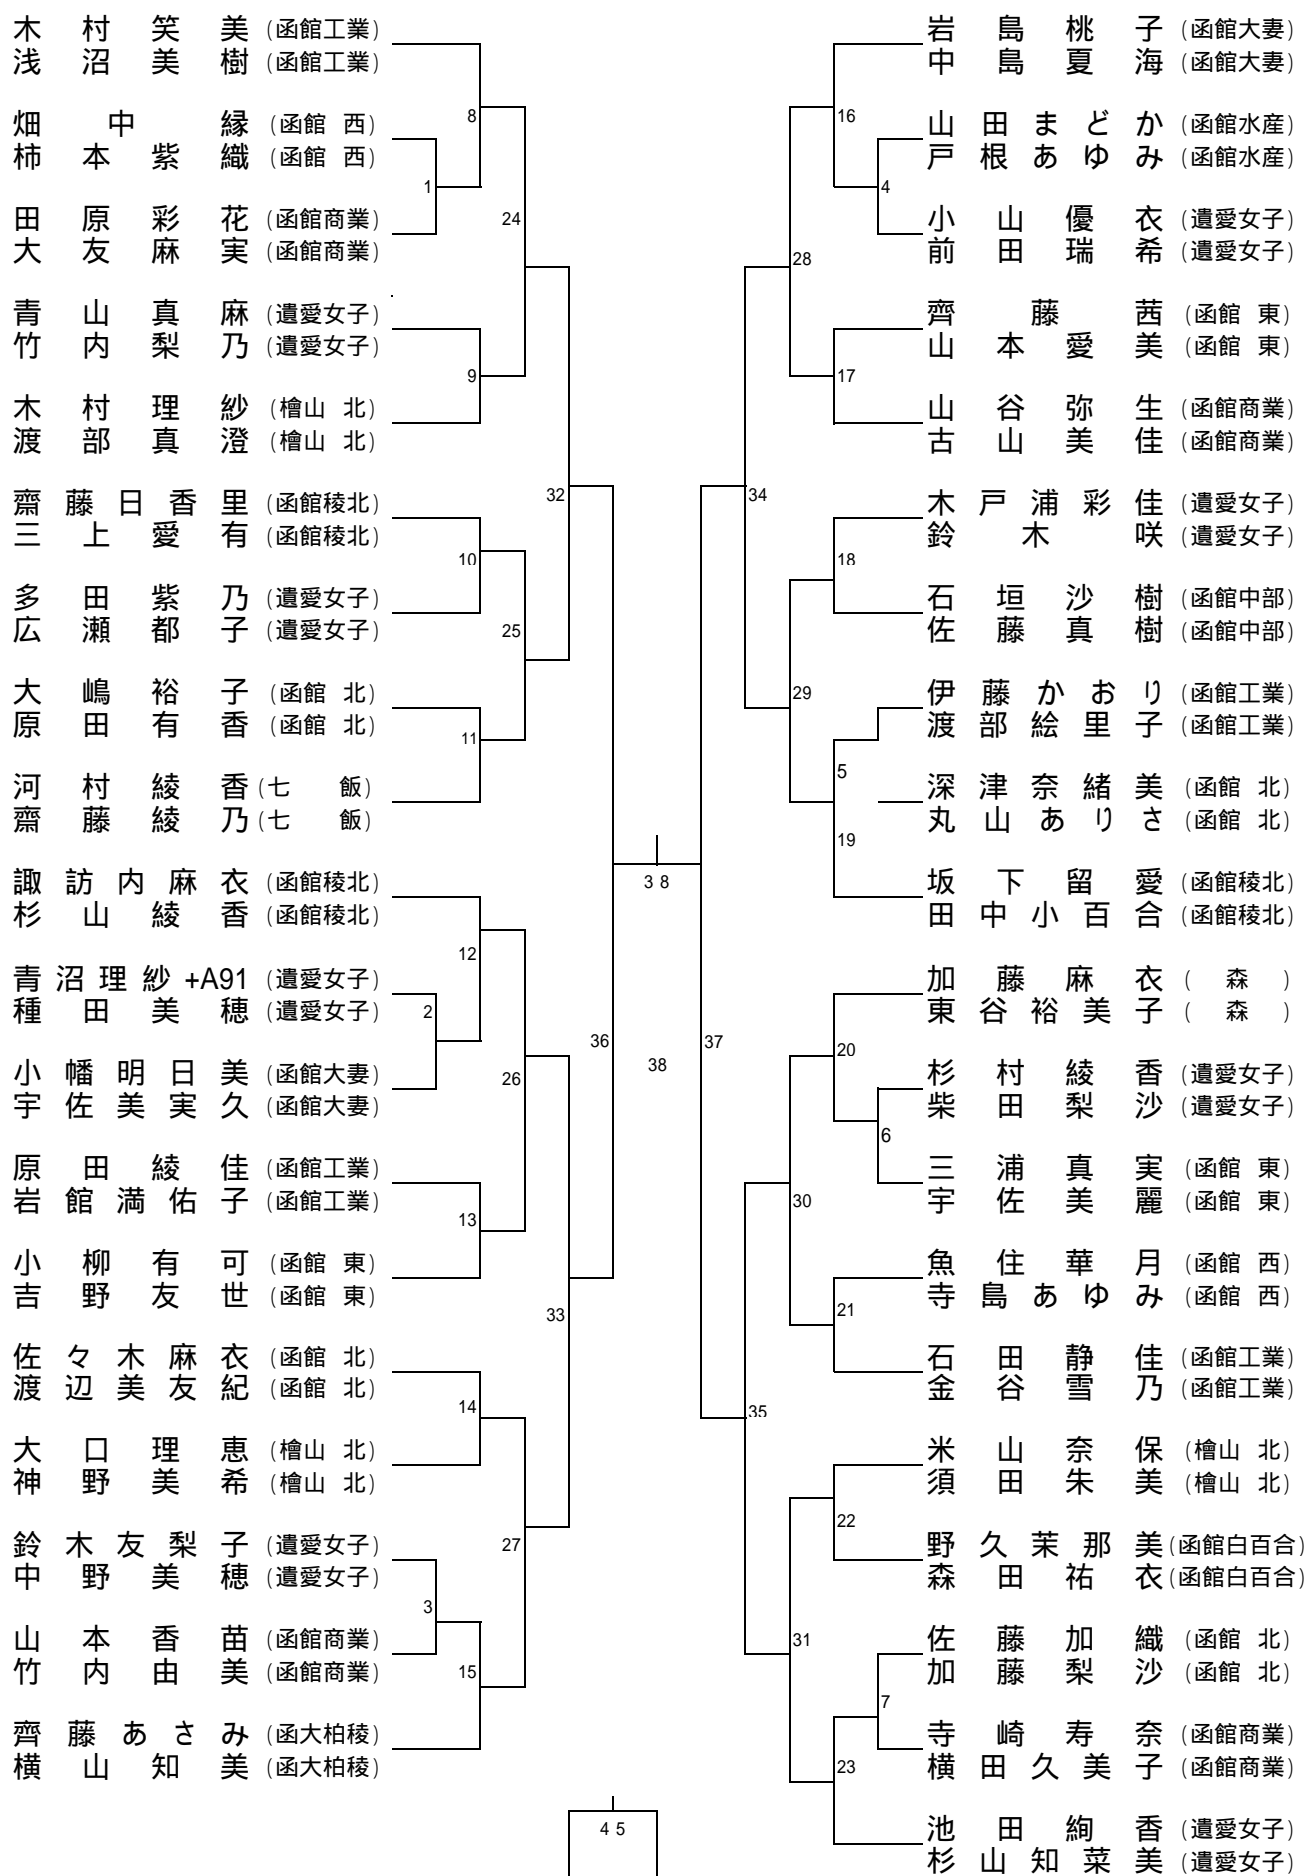 木村笑美 (函館工業)
浅沼美樹 (函館工業)
畑中縁 (函館 西)
柿本紫織 (函館 西)
田原彩花 (函館商業)
大友麻実 (函館商業)
青山真麻 (遺愛女子)
竹内梨乃 (遺愛女子)
木村理紗 (檜山 北)
渡部真澄 (檜山 北)
齋藤日香里 (函館稜北)
三上愛有 (函館稜北)
多田紫乃 (遺愛女子)
広瀬都子 (遺愛女子)
大嶋裕子 (函館 北)
原田有香 (函館 北)
河村綾香 (七 飯)
齋藤綾乃 (七 飯)
諏訪内麻衣 (函館稜北)
杉山綾香 (函館稜北)
青沼理紗+A91 (遺愛女子)
種田美穂 (遺愛女子)
小幡明日美 (函館大妻)
宇佐美実久 (函館大妻)
原田綾佳 (函館工業)
岩館満佑子 (函館工業)
小柳有可 (函館 東)
吉野友世 (函館 東)
佐々木麻衣 (函館 北)
渡辺美友紀 (函館 北)
大口理恵 (檜山 北)
神野美希 (檜山 北)
鈴木友梨子 (遺愛女子)
中野美穂 (遺愛女子)
山本香苗 (函館商業)
竹内由美 (函館商業)
齊藤あさみ (函大柏稜)
横山知美 (函大柏稜)
8
1
24
9
32
10
25
11
12
2
36
26
13
33
14
27
3
15
3 8
38
4 5
37
16
4
28
17
34
18
29
5
19
20
6
30
21
35
22
31
7
23
岩島桃子 (函館大妻)
中島夏海 (函館大妻)
山田まどか (函館水産)
戸根あゆみ (函館水産)
小山優衣 (遺愛女子)
前田瑞希 (遺愛女子)
齊藤茜 (函館 東)
山本愛美 (函館 東)
山谷弥生 (函館商業)
古山美佳 (函館商業)
木戸浦彩佳 (遺愛女子)
鈴木咲 (遺愛女子)
石垣沙樹 (函館中部)
佐藤真樹 (函館中部)
伊藤かおり (函館工業)
渡部絵里子 (函館工業)
深津奈緒美 (函館 北)
丸山ありさ (函館 北)
坂下留愛 (函館稜北)
田中小百合 (函館稜北)
加藤麻衣 ( 森 )
東谷裕美子 ( 森 )
杉村綾香 (遺愛女子)
柴田梨沙 (遺愛女子)
三浦真実 (函館 東)
宇佐美麗 (函館 東)
魚住華月 (函館 西)
寺島あゆみ (函館 西)
石田静佳 (函館工業)
金谷雪乃 (函館工業)
米山奈保 (檜山 北)
須田朱美 (檜山 北)
野久茉那美 (函館白百合)
森田祐衣 (函館白百合)
佐藤加織 (函館 北)
加藤梨沙 (函館 北)
寺崎寿奈 (函館商業)
横田久美子 (函館商業)
池田絢香 (遺愛女子)
杉山知菜美 (遺愛女子)